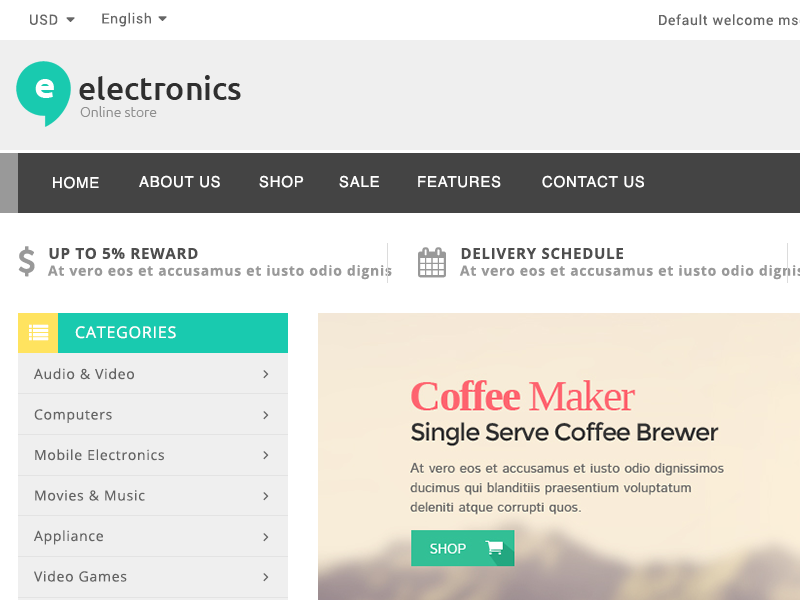 USD English Default welcome
e electronics
Online store
HOME ABOUT US SHOP SALE FEATURES CONTACT US
UP TO 5% REWARD
At vero eos et accusamus et iusto odio dignis
DELIVERY SCHEDULE
At vero eos et accusamus et iusto odio dignis
CATEGORIES
Audio & Video
Computers
Mobile Electronics
Movies & Music
Appliance
Video Games
Coffee Maker
Single Serve Coffee Brewer
At vero eos et accusamus et iusto odio dignissimos
ducimus qui blanditiis praesentium voluptatum
deleniti atque corrupti quos.
SHOP